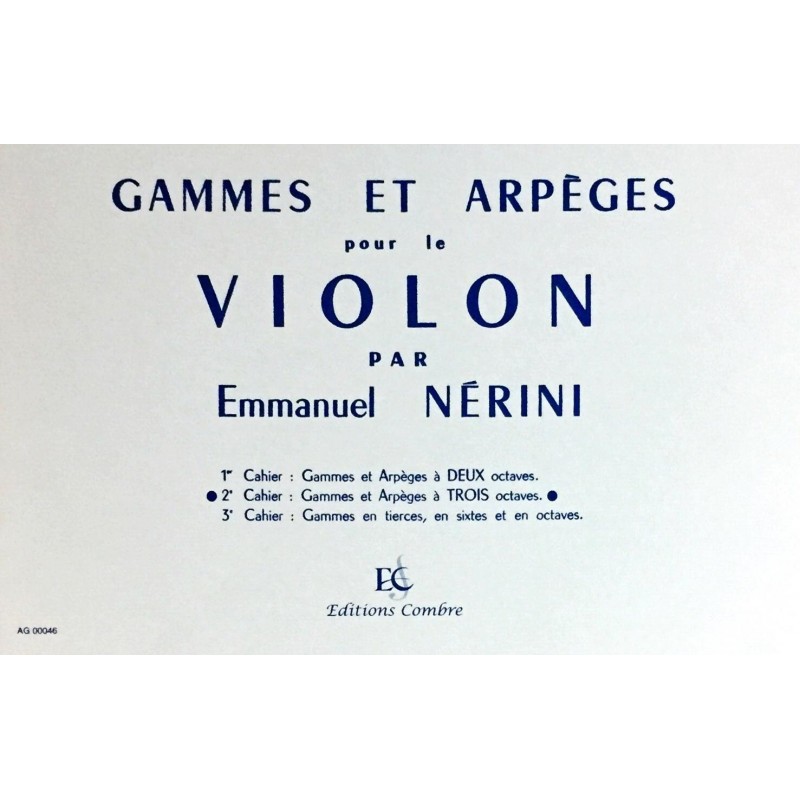 GAMMES ET ARPÈGES
pour le
VIOLON
PAR
Emmanuel NÉRINI
1er Cahier : Gammes et Arpèges à DEUX octaves.
● 2e Cahier : Gammes et Arpèges à TROIS octaves. ●
3e Cahier : Gammes en tierces, en sixtes et en octaves.
EC
Editions Combre
AG 00046